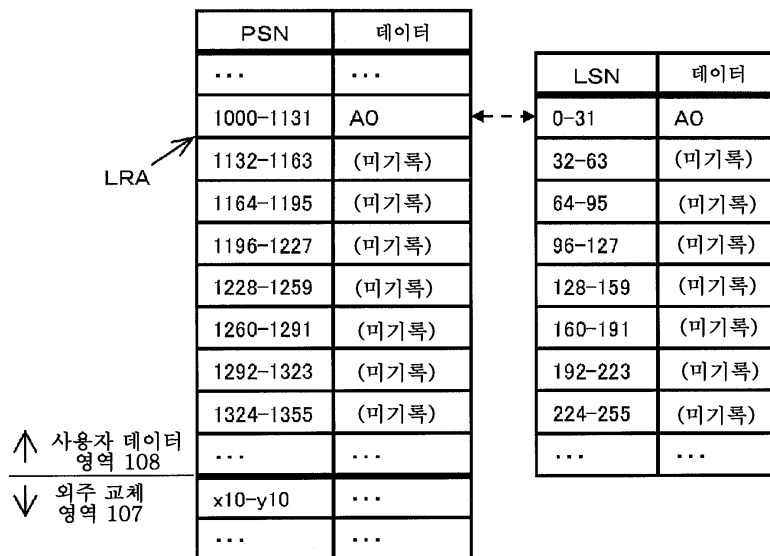 PSN 데이터
... ...
1000-1131 A0
1132-1163 (미기록)
1164-1195 (미기록)
1196-1227 (미기록)
1228-1259 (미기록)
1260-1291 (미기록)
1292-1323 (미기록)
1324-1355 (미기록)
... ...
x10-y10 ...
... ...
LRA
사용자 데이터
영역 108
외주 교체
영역 107
LSN 데이터
0-31 A0
32-63 (미기록)
64-95 (미기록)
96-127 (미기록)
128-159 (미기록)
160-191 (미기록)
192-223 (미기록)
224-255 (미기록)
... ...